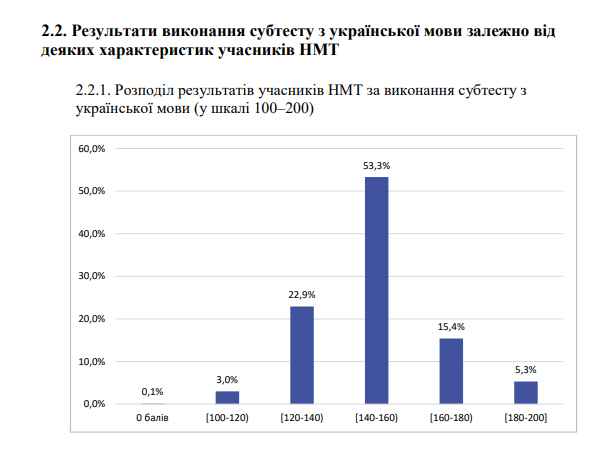 2.2. Результати виконання субтесту з української мови залежно від
деяких характеристик учасників НМТ
2.2.1. Розподіл результатів учасників НМТ за виконання субтесту з
української мови (у шкалі 100–200)
60,0%
53,3%
50,0%
40,0%
30,0%
22,9%
20,0%
15,4%
10,0%
5,3%
3,0%
0,1%
0,0%
0 балів [100-120) [120-140) [140-160) [160-180) [180-200]